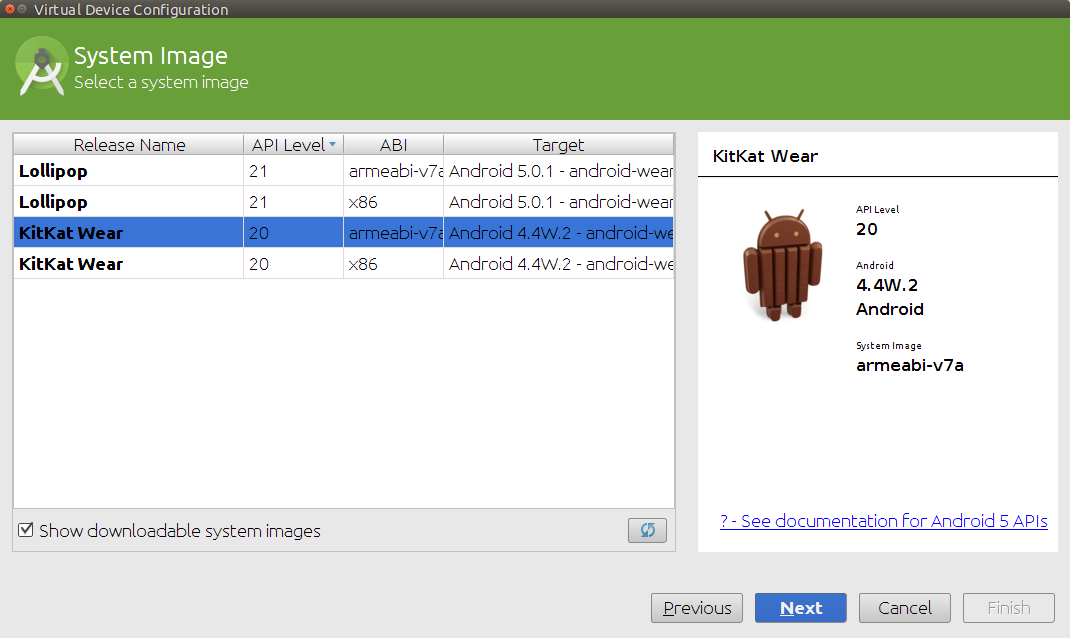 Virtual Device Configuration
System Image
Select a system image
Release Name API Level ABI Target
Lollipop 21 armeabi-v7a Android 5.0.1 - android-wear
Lollipop 21 x86 Android 5.0.1 - android-wear
KitKat Wear 20 armeabi-v7a Android 4.4W.2 - android-we
KitKat Wear 20 x86 Android 4.4W.2 - android-we
Show downloadable system images
KitKat Wear
API Level
20
Android
4.4W.2
Android
System Image
armeabi-v7a
? - See documentation for Android 5 APIs
Previous Next Cancel Finish